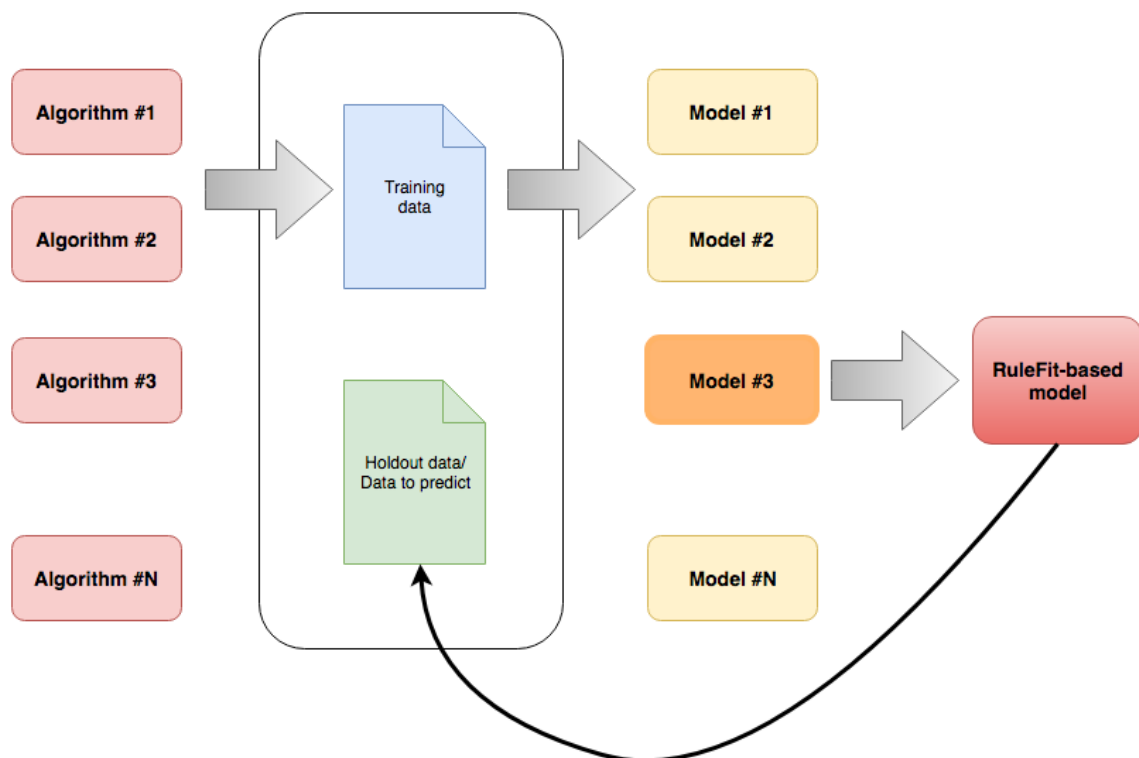 Algorithm #1
Algorithm #2
Algorithm #3
Algorithm #N
Training
data
Holdout data/
Data to predict
Model #1
Model #2
Model #3
Model #N
RuleFit-based
model